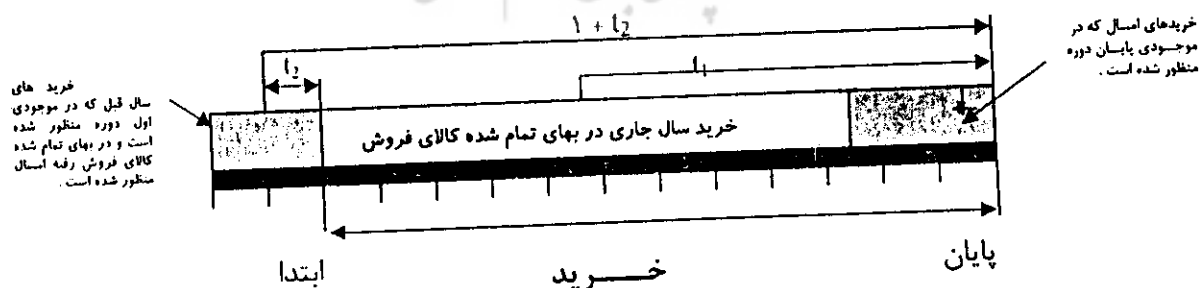 ۱ + t₂
خریدهای امسال که در
موجودی پایان دوره
منظور شده است .
t₂
t₁
خرید های
سال قبل که در موجودی
اول دوره منظور شده
است و در بهای تمام شده
کالای فروش رفته امسال
منظور شده است .
خرید سال جاری در بهای تمام شده کالای فروش
پایان
خرید
ابتدا